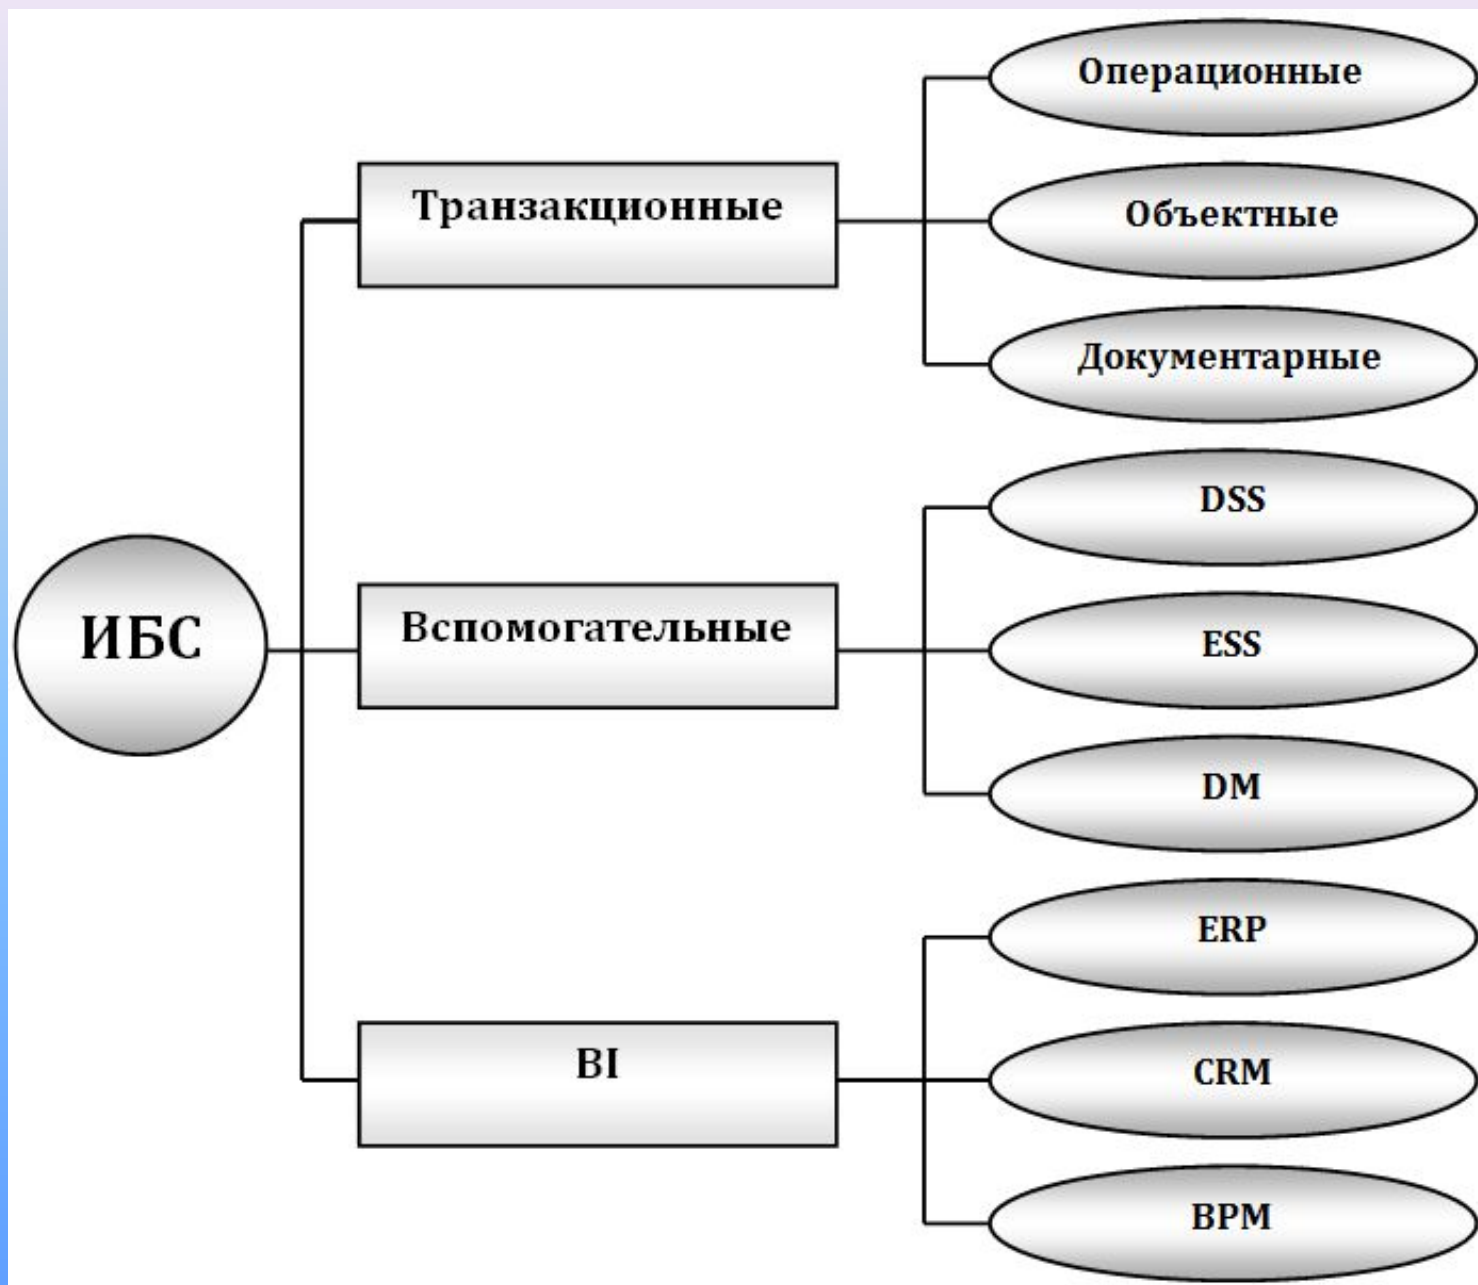 ИБС
Транзакционные
Операционные
Объектные
Документарные
Вспомогательные
DSS
ESS
DM
BI
ERP
CRM
BPM